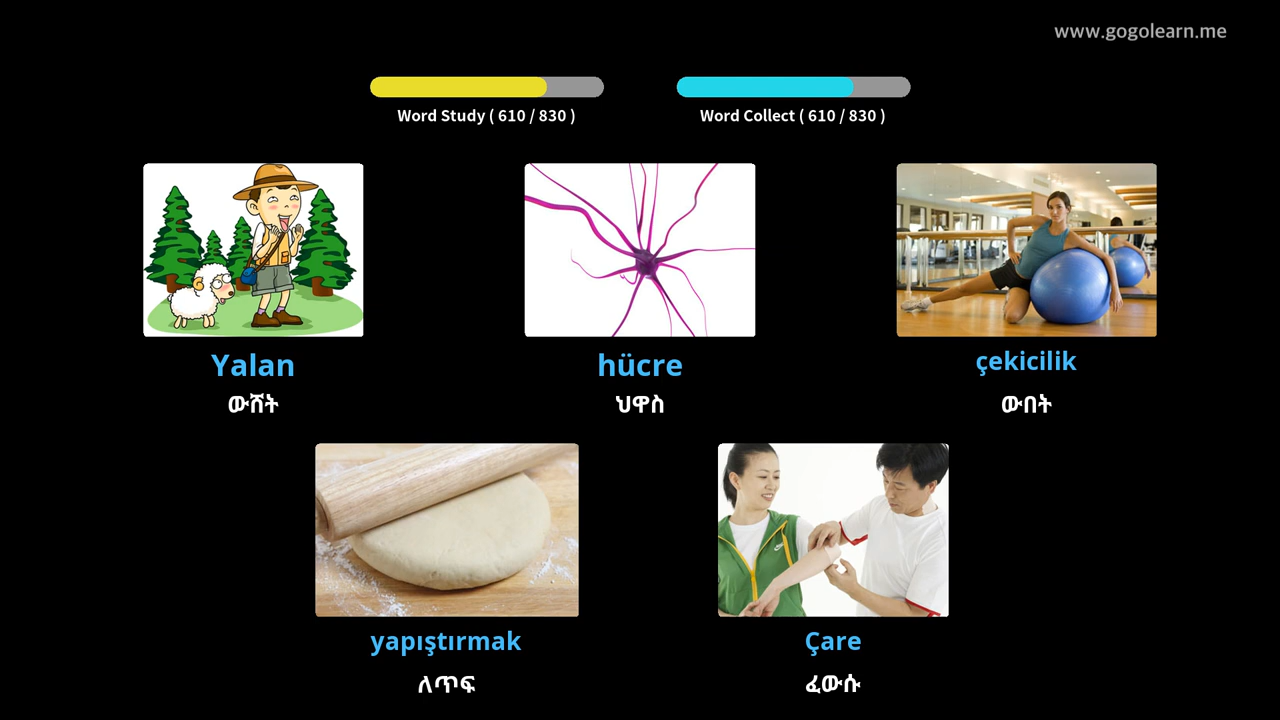 www.gogolearn.me
Word Study ( 610 / 830 )
Word Collect ( 610 / 830 )
Yalan
ውሸት
hücre
ህዋስ
çekicilik
ውበት
yapıştırmak
ለጥፍ
Çare
ፈውሱ